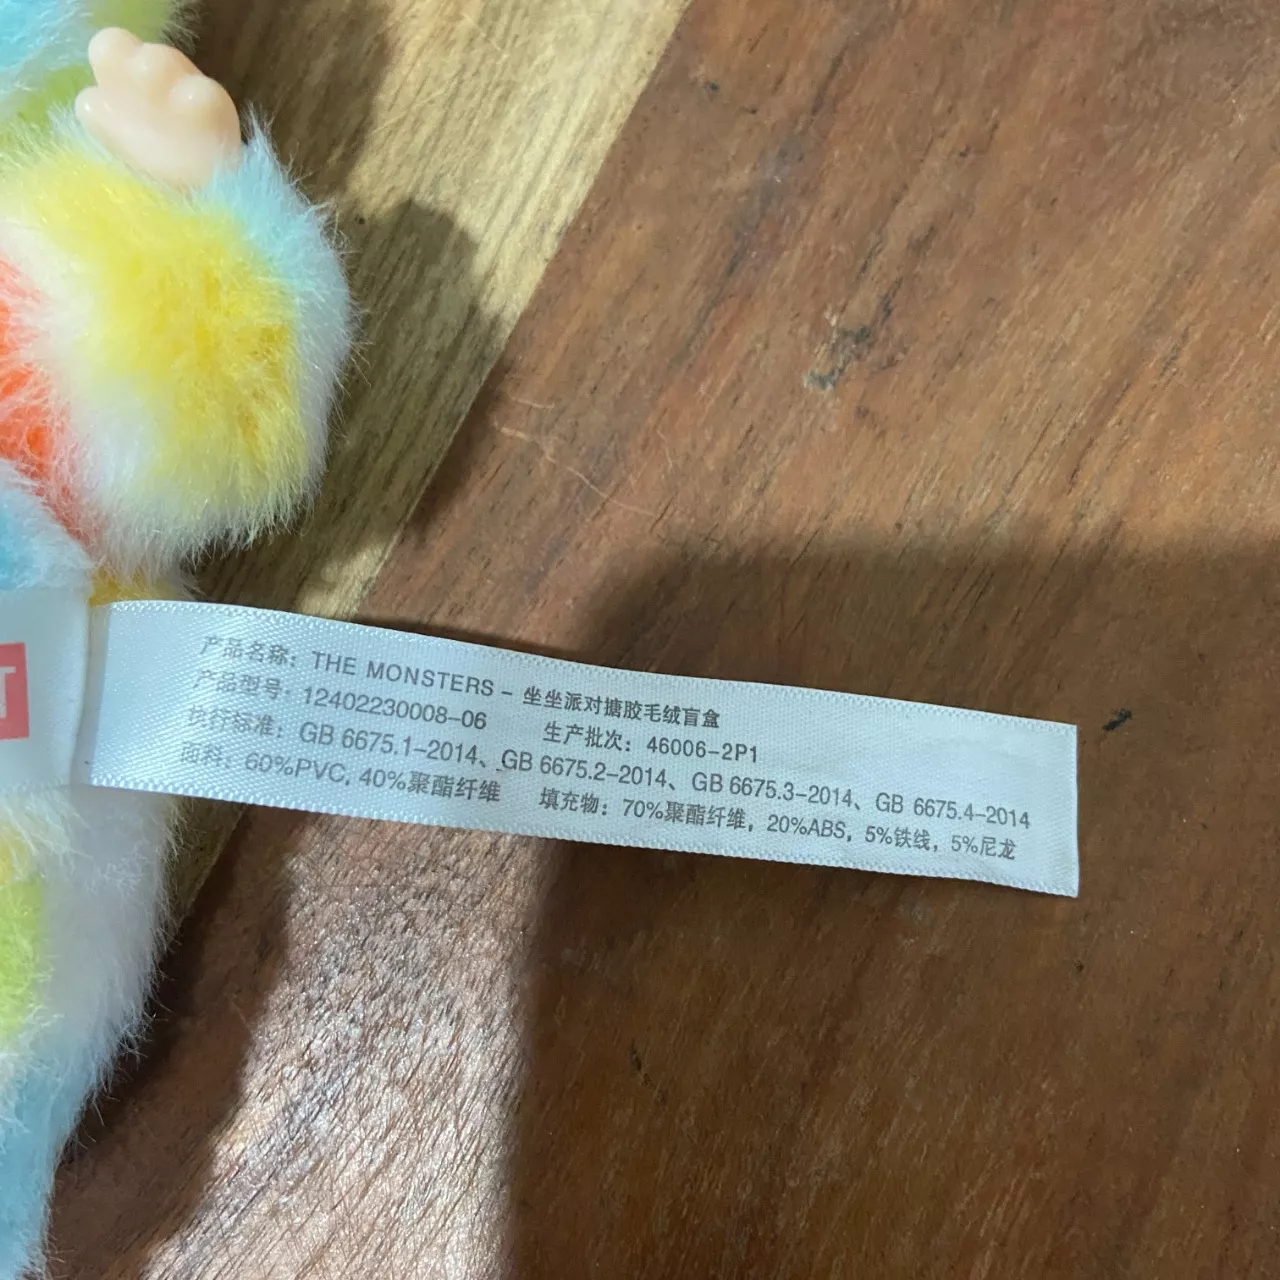 产品名称：THE MONSTERS - 坐坐派对搪胶毛绒盲盒
产品型号：12402230008-06 生产批次：46006-2P1
执行标准：GB 6675.1-2014、GB 6675.2-2014、GB 6675.3-2014、GB 6675.4-2014
面料：60%PVC, 40%聚酯纤维 填充物：70%聚酯纤维，20%ABS，5%铁线，5%尼龙